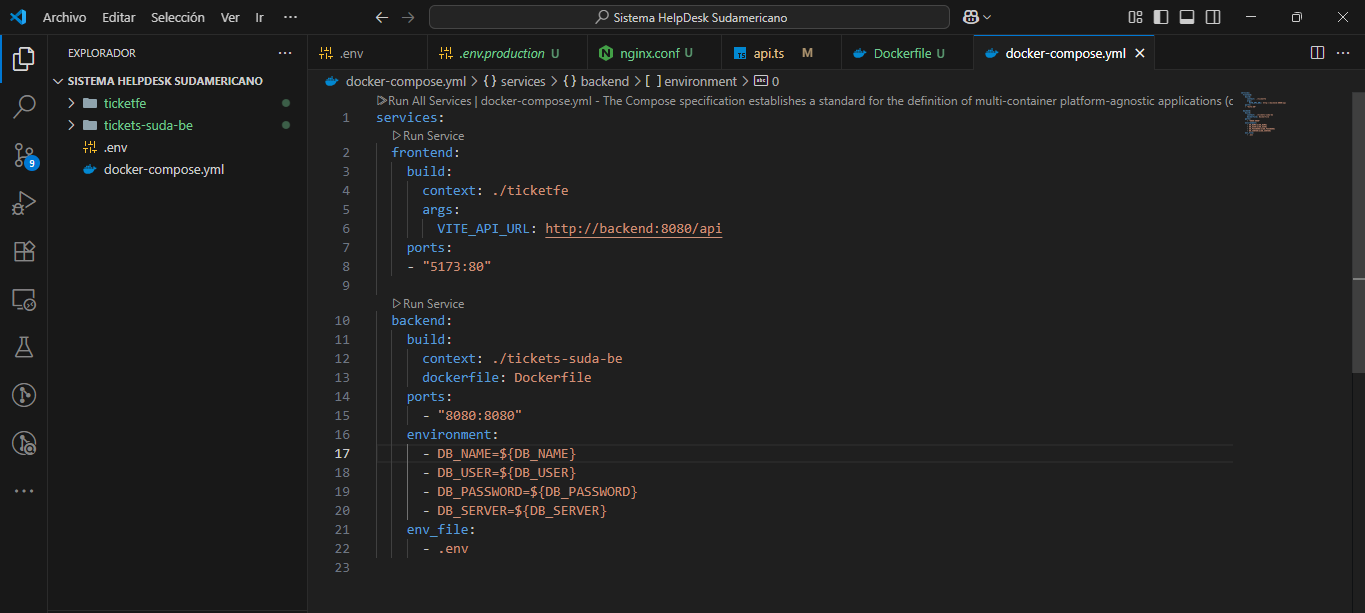 Archivo Editar Selección Ver Ir ··· Sistema HelpDesk Sudamericano
EXPLORADOR ···
SISTEMA HELPDESK SUDAMERICANO
ticketfe
tickets-suda-be
.env
docker-compose.yml
9
.env .env.production U nginx.conf U api.ts M Dockerfile U docker-compose.yml
docker-compose.yml > {} services > {} backend > [ ] environment > abc 0
Run All Services | docker-compose.yml - The Compose specification establishes a standard for the definition of multi-container platform-agnostic applications (c
1 services:
Run Service
2 frontend:
3 build:
4 context: ./ticketfe
5 args:
6 VITE_API_URL: http://backend:8080/api
7 ports:
8 - "5173:80"
9
Run Service
10 backend:
11 build:
12 context: ./tickets-suda-be
13 dockerfile: Dockerfile
14 ports:
15 - "8080:8080"
16 environment:
17 - DB_NAME=${DB_NAME}
18 - DB_USER=${DB_USER}
19 - DB_PASSWORD=${DB_PASSWORD}
20 - DB_SERVER=${DB_SERVER}
21 env_file:
22 - .env
23